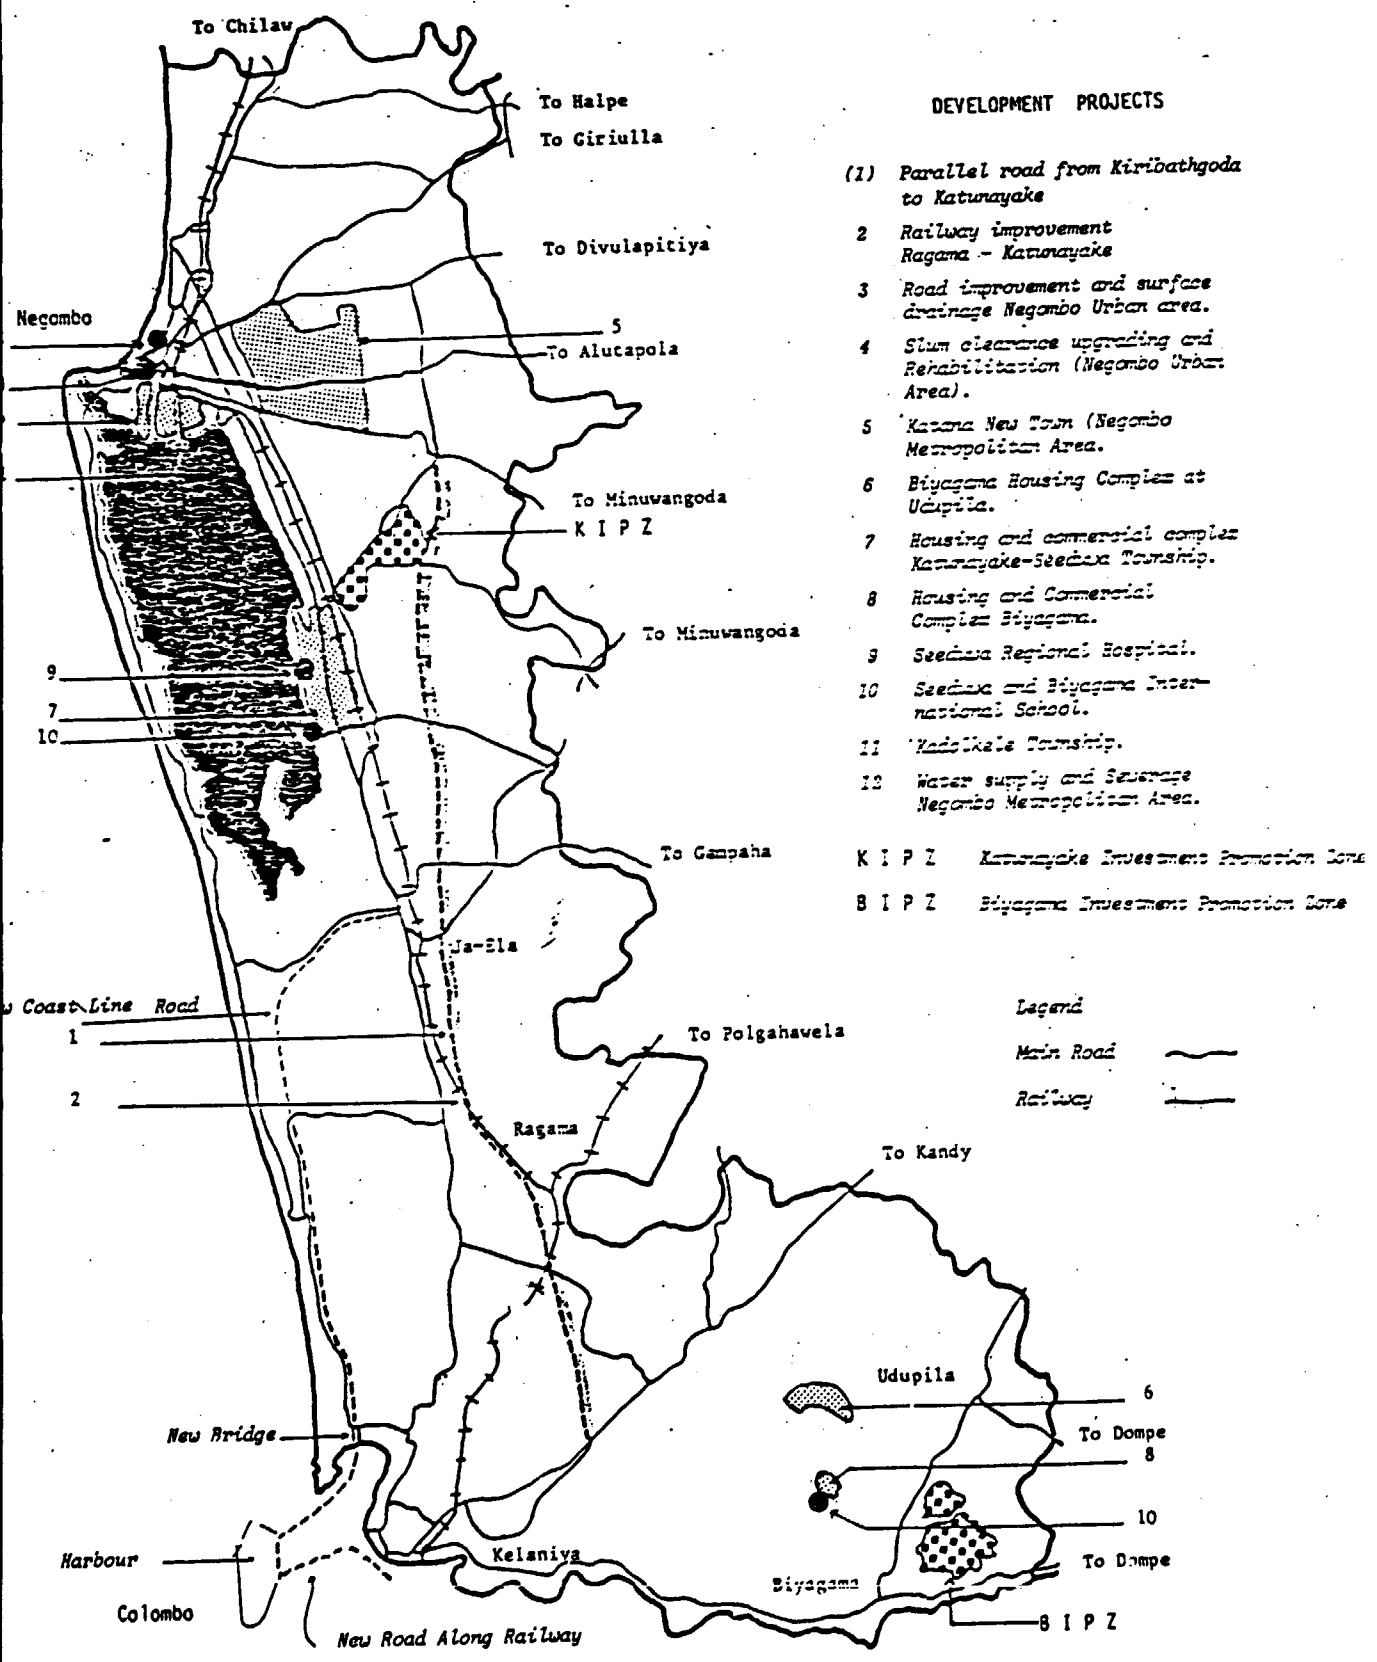 To Chilaw
To Halpe
To Giriulla
To Divulapitiya
Negombo
5
To Alutapola
To Minuwangoda
K I P Z
To Minuwangoda
9
7
10
To Gampaha
Ja-Ela
w Coast Line Road
1
To Polgahawela
2
Ragama
To Kandy
Udupila
6
To Dompe
8
New Bridge
10
Kelaniya
Harbour
To Dompe
Biyagama
Colombo
B I P Z
New Road Along Railway
DEVELOPMENT PROJECTS
(1) Parallel road from Kiribathgoda
to Katunayake
2 Railway improvement
Ragama - Katunayake
3 Road improvement and surface
drainage Negombo Urban area.
4 Slum clearance upgrading and
Rehabilitation (Negombo Urban
Area).
5 Katana New Town (Negombo
Metropolitan Area.
6 Biyagama Housing Complex at
Udupila.
7 Housing and commercial complex
Katunayake-Seeduwa Township.
8 Housing and Commercial
Complex Biyagama.
9 Seeduwa Regional Hospital.
10 Seeduwa and Biyagama Inter-
national School.
11 Kadolkele Township.
12 Water supply and Sewerage
Negombo Metropolitan Area.
K I P Z Katunayake Investment Promotion Zone
B I P Z Biyagama Investment Promotion Zone
Legend
Main Road
Railway